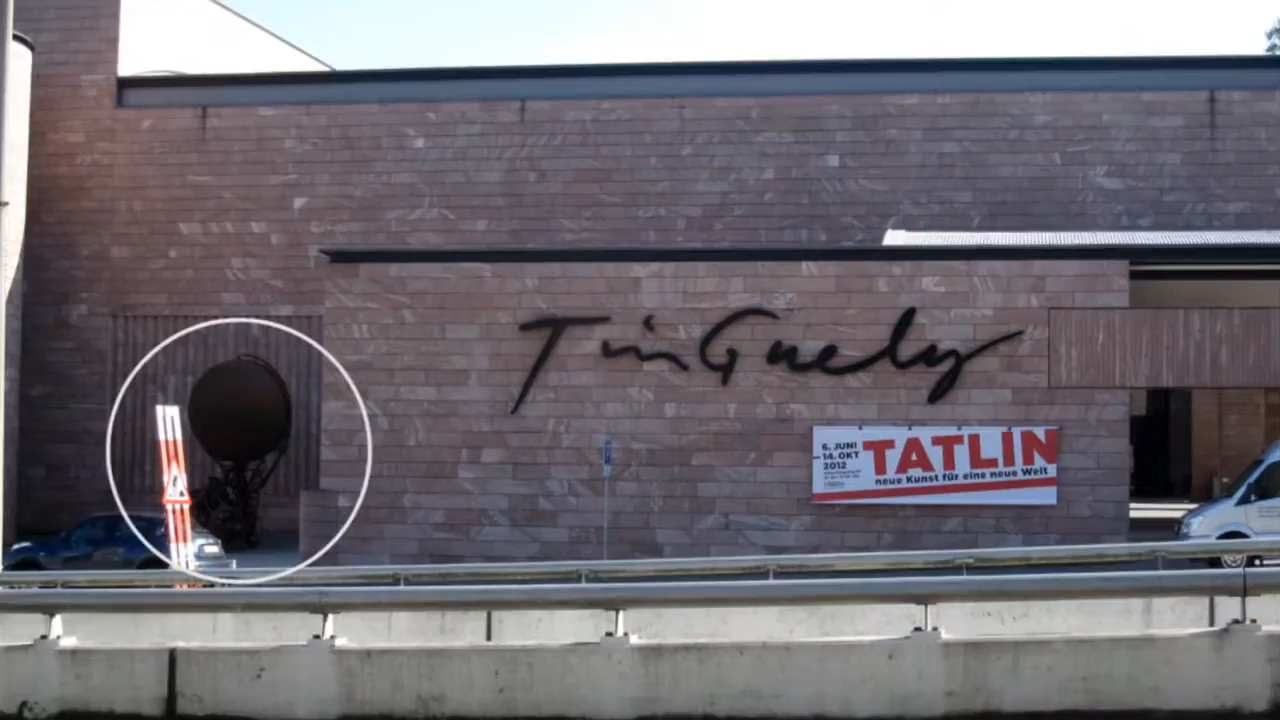 TinGuely
6. JUNI
–14. OKT
2012
TATLIN
neue Kunst für eine neue Welt